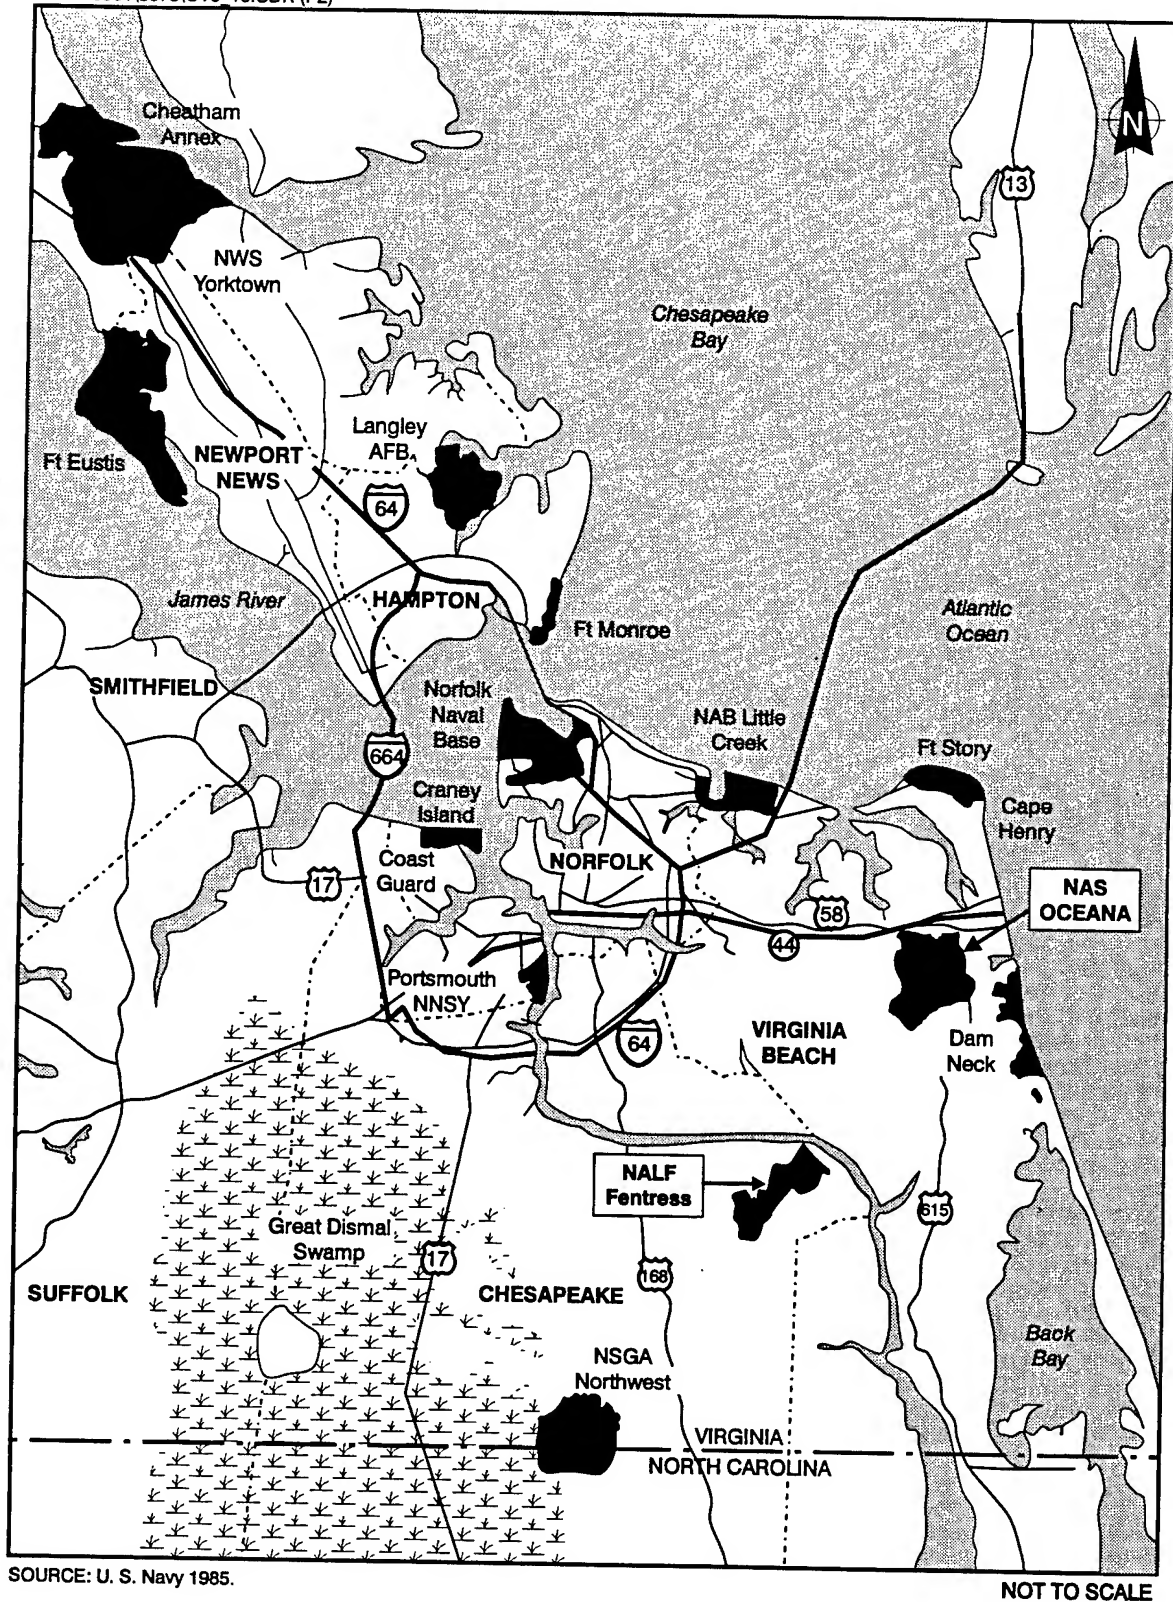 Cheatham
Annex
N
13
NWS
Yorktown
Chesapeake
Bay
Langley
AFB
NEWPORT
NEWS
Ft Eustis
64
James River
HAMPTON
Atlantic
Ocean
Ft Monroe
SMITHFIELD
Norfolk
Naval
Base
NAB Little
Creek
664
Ft Story
Craney
Island
Cape
Henry
Coast
Guard
NORFOLK
17
NAS
OCEANA
58
44
Portsmouth
NNSY
64
VIRGINIA
BEACH
Dam
Neck
NALF
Fentress
615
Great Dismal
Swamp
17
168
SUFFOLK
CHESAPEAKE
Back
Bay
NSGA
Northwest
VIRGINIA
NORTH CAROLINA
SOURCE: U. S. Navy 1985.
NOT TO SCALE